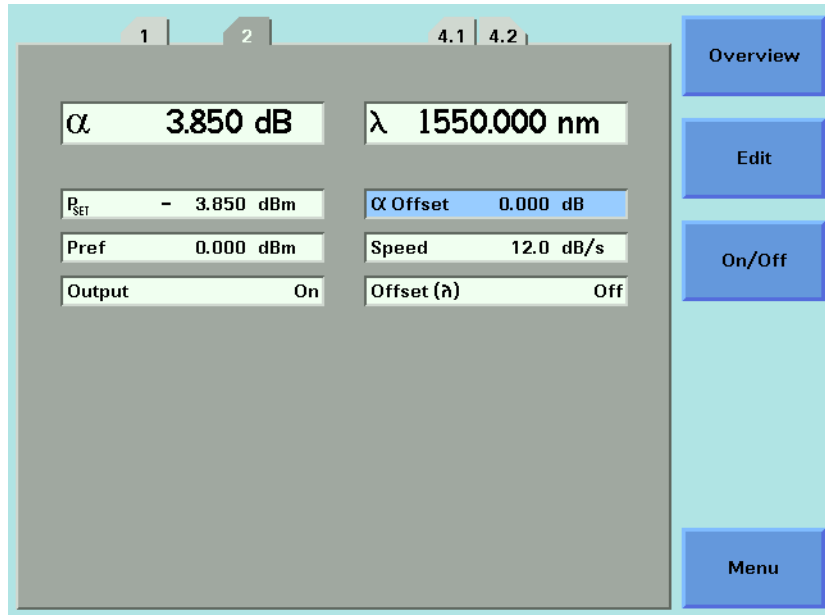 1 2 4.1 4.2
Overview
α 3.850 dB
λ 1550.000 nm
Edit
PSET - 3.850 dBm
α Offset 0.000 dB
Pref 0.000 dBm
Speed 12.0 dB/s
On/Off
Output On
Offset (λ) Off
Menu